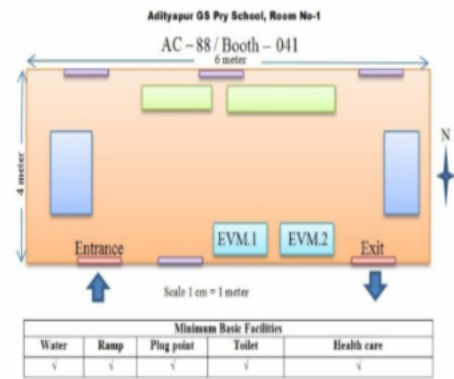 Adityapur GS Pry School, Room No-1
AC – 88 / Booth – 041
6 meter
4 meter
N
EVM.1 EVM.2
Entrance Exit
Scale 1 cm = 1 meter
Minimum Basic Facilities
Water Ramp Plug point Toilet Health care
√ √ √ √ √